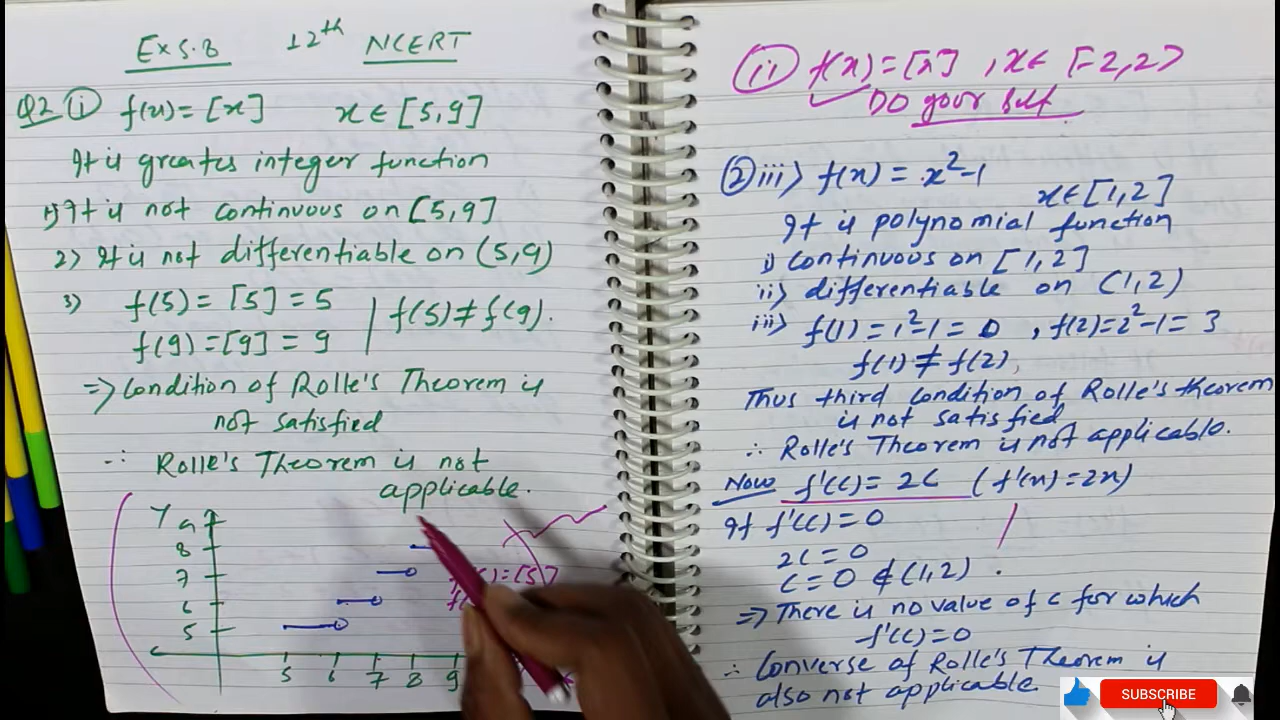 Ex 5.8 12th NCERT
Q2 (i) f(x) = [x] x ∈ [5,9]
It is greates integer function
1) It is not continuous on [5,9]
2) It is not differentiable on (5,9)
3) f(5) = [5] = 5
f(9) = [9] = 9
f(5) ≠ f(9).
=> Condition of Rolle's Theorem is
not satisfied
∴ Rolle's Theorem is not
applicable.
Y 9
8
7
6
5
5 6 7 8 9
= [5]
(ii) f(x) = [x] , x ∈ [-2,2]
Do your self
(2) iii) f(x) = x²-1
x ∈ [1,2]
It is polynomial function
i) continuous on [1,2]
ii) differentiable on (1,2)
iii) f(1) = 1²-1 = 0 , f(2) = 2²-1 = 3
f(1) ≠ f(2),
Thus third condition of Rolle's theorem
is not satisfied
∴ Rolle's Theorem is not applicable.
Now f'(c) = 2c (f'(x) = 2x)
If f'(c) = 0
2c = 0
c = 0 ∉ (1,2) .
=> There is no value of c for which
f'(c) = 0
∴ Converse of Rolle's Theorem is
also not applicable.
SUBSCRIBE